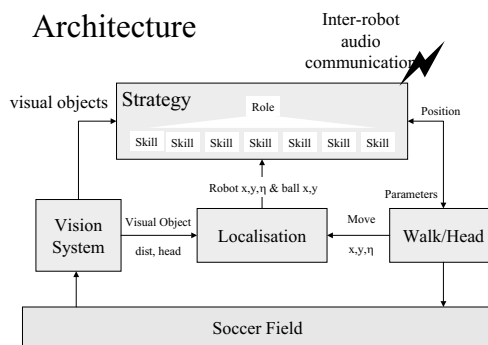 Architecture
Inter-robot
audio
communication
visual objects
Strategy
Role
Skill Skill Skill Skill Skill Skill Skill
Position
Robot x,y,η & ball x,y
Parameters
Vision
System
Visual Object
dist, head
Localisation
Move
x,y,η
Walk/Head
Soccer Field